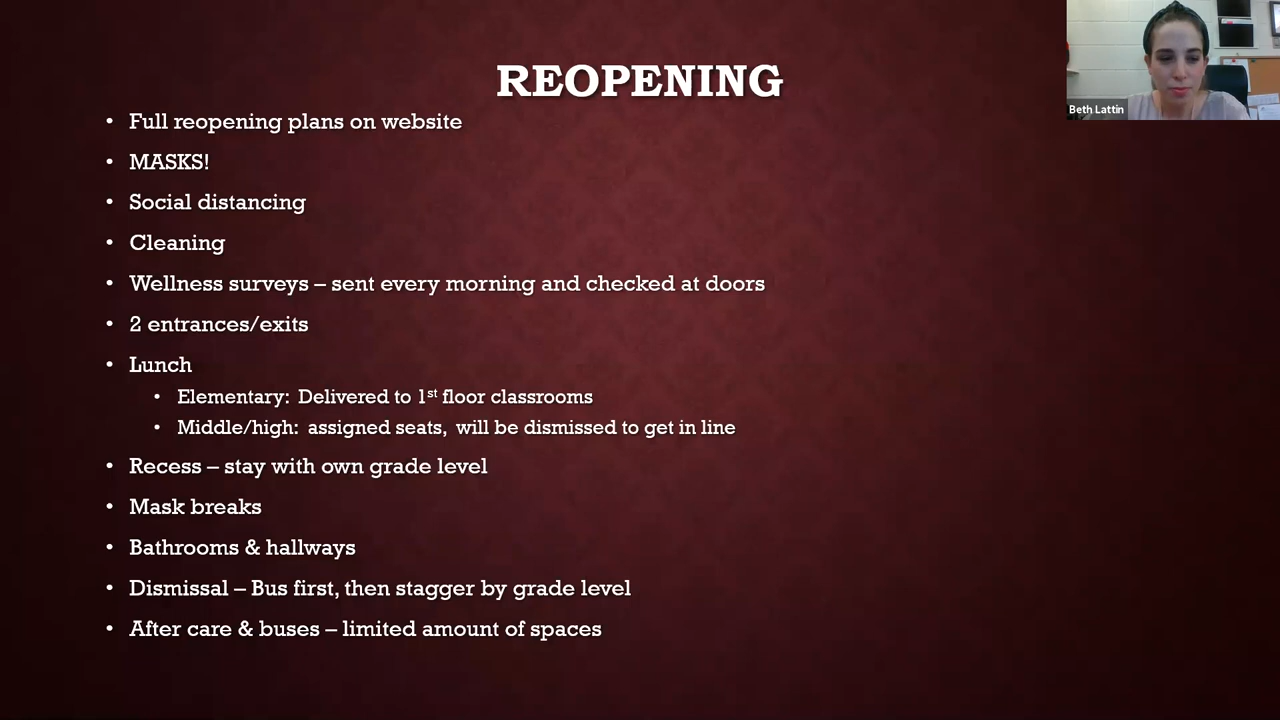 REOPENING
Full reopening plans on website
MASKS!
Social distancing
Cleaning
Wellness surveys – sent every morning and checked at doors
2 entrances/exits
Lunch
Elementary: Delivered to 1st floor classrooms
Middle/high: assigned seats, will be dismissed to get in line
Recess – stay with own grade level
Mask breaks
Bathrooms & hallways
Dismissal – Bus first, then stagger by grade level
After care & buses – limited amount of spaces
Beth Lattin